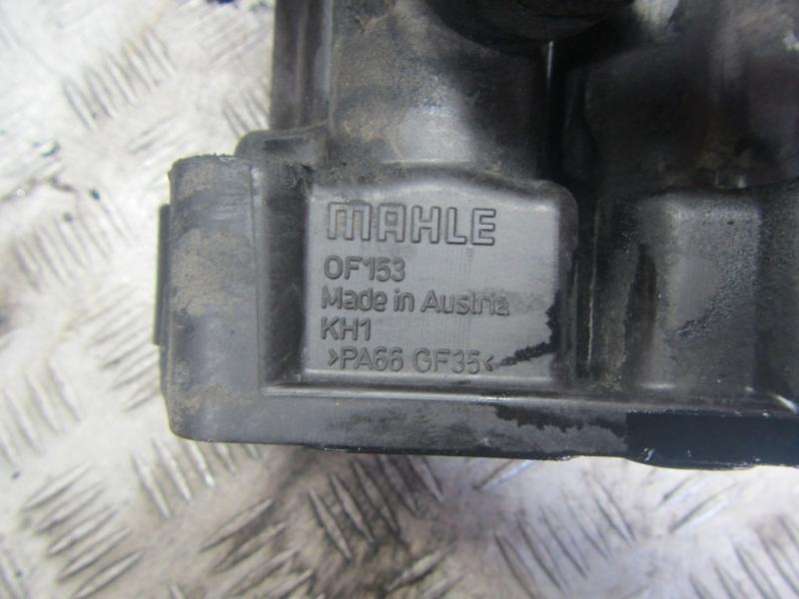 MAHLE
OF153
Made in Austria
KH1
>PA66 GF35<